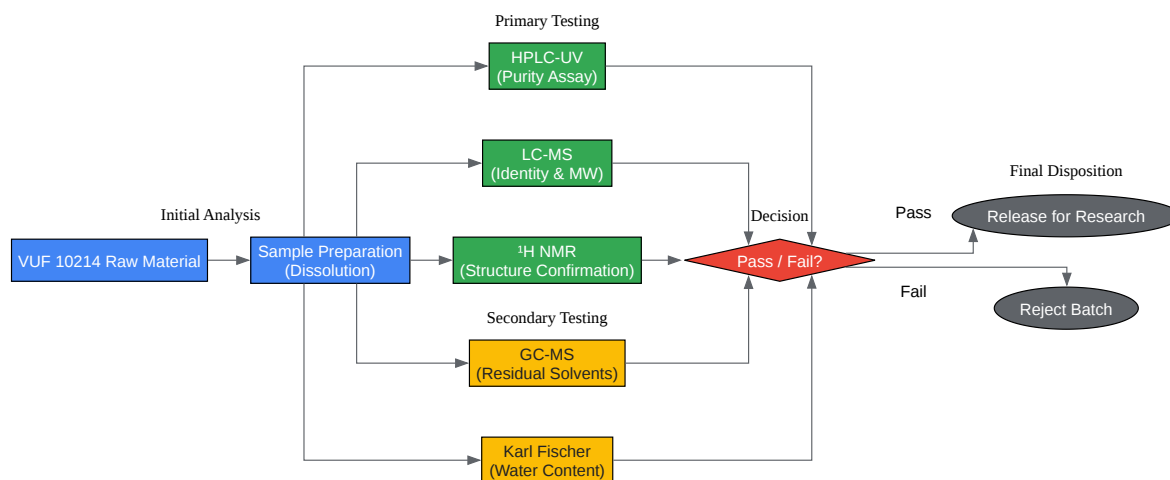 Primary Testing
HPLC-UV
(Purity Assay)
LC-MS
(Identity & MW)
Initial Analysis
VUF 10214 Raw Material
Sample Preparation
(Dissolution)
¹H NMR
(Structure Confirmation)
Secondary Testing
GC-MS
(Residual Solvents)
Karl Fischer
(Water Content)
Decision
Pass / Fail?
Pass
Fail
Final Disposition
Release for Research
Reject Batch